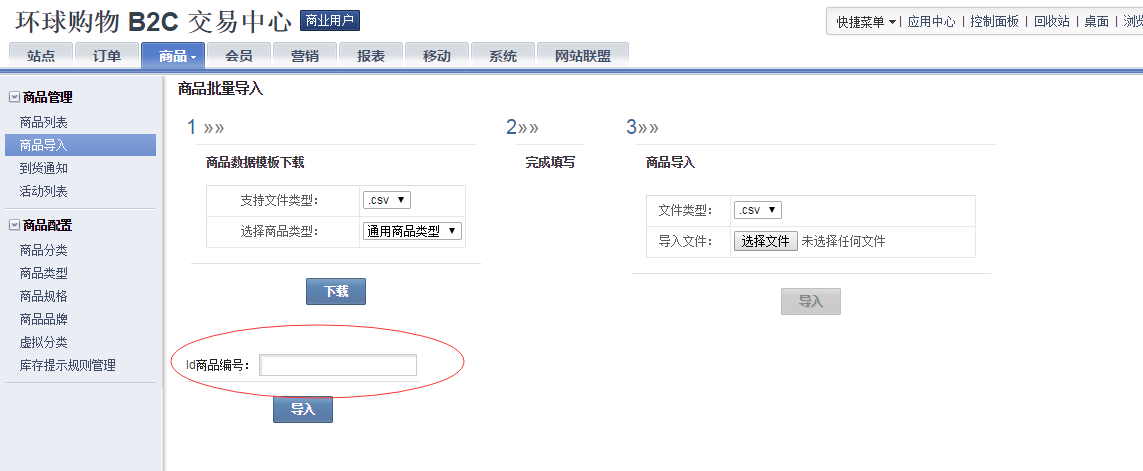 环球购物 B2C 交易中心 商业用户
快捷菜单 | 应用中心 | 控制面板 | 回收站 | 桌面 | 浏览
站点 订单 商品 会员 营销 报表 移动 系统 网站联盟
商品管理
商品列表
商品导入
到货通知
活动列表
商品配置
商品分类
商品类型
商品规格
商品品牌
虚拟分类
库存提示规则管理
商品批量导入
1 »»
商品数据模板下载
支持文件类型： .csv
选择商品类型： 通用商品类型
下载
2»»
完成填写
3»»
商品导入
文件类型： .csv
导入文件： 选择文件 未选择任何文件
导入
Id商品编号：
导入